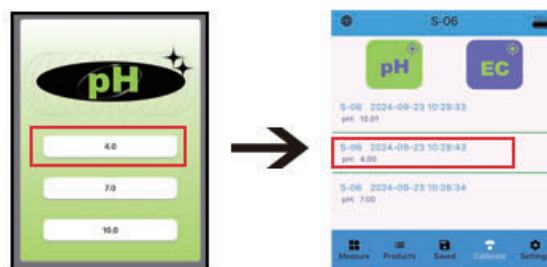 pH
4.0
7.0
10.0
S-06
pH
EC
S-06 2024-09-23 10:29:33
pH: 10.01
S-06 2024-09-23 10:28:43
pH: 4.00
S-06 2024-09-23 10:26:34
pH: 7.00
Measure
Products
Saved
Calibrate
Setting